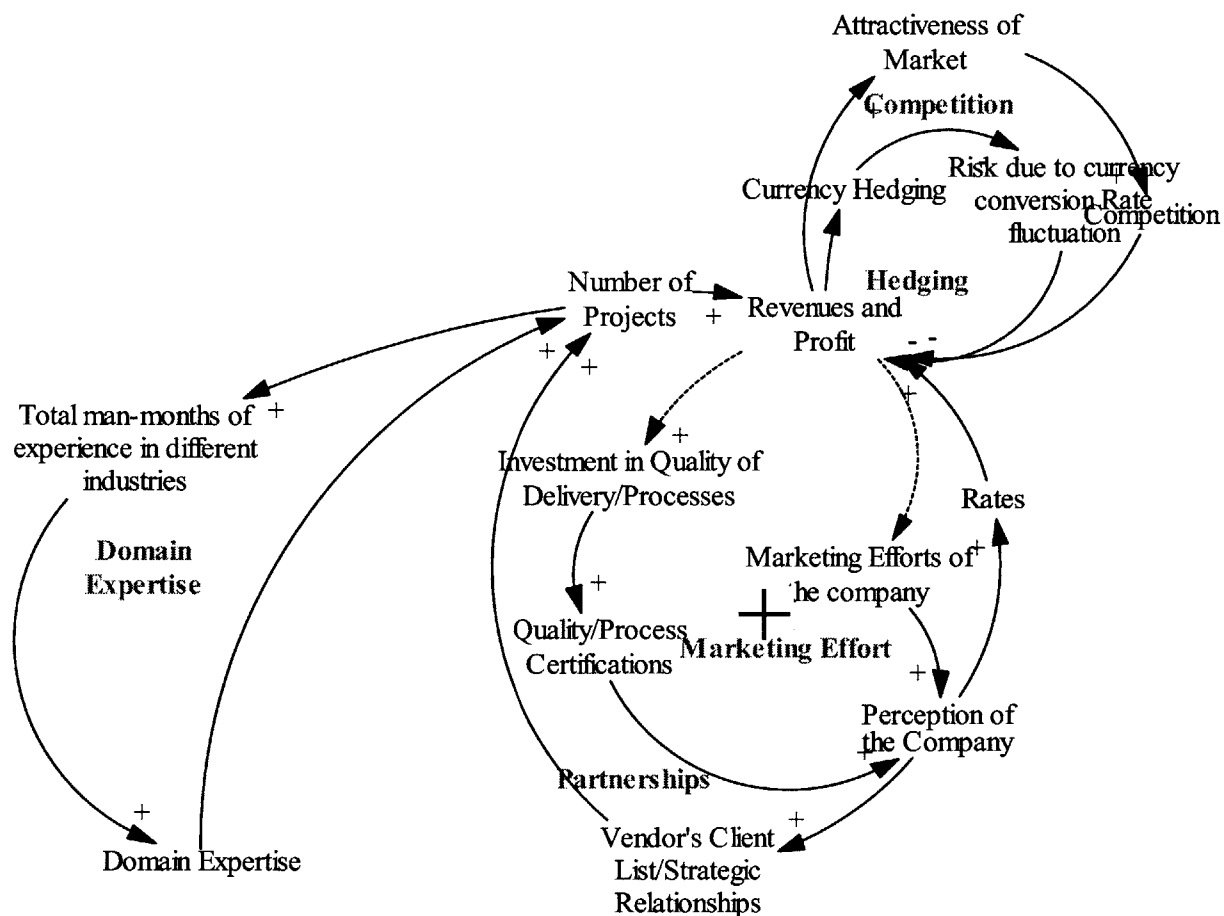 Attractiveness of
Market
+
Competition
Currency Hedging
-
Risk due to currency
+
conversion Rate
Competition
fluctuation
Hedging
Number of
Projects
+
Revenues and
Profit
- -
+
+
+
Total man-months of
experience in different
industries
+
+
Investment in Quality of
Delivery/Processes
Rates
+
Domain
Expertise
Marketing Efforts of
he company
+
+
Quality/Process
Certifications
Marketing Effort
+
Perception of
the Company
+
Partnerships
+
Vendor's Client
List/Strategic
Relationships
+
Domain Expertise